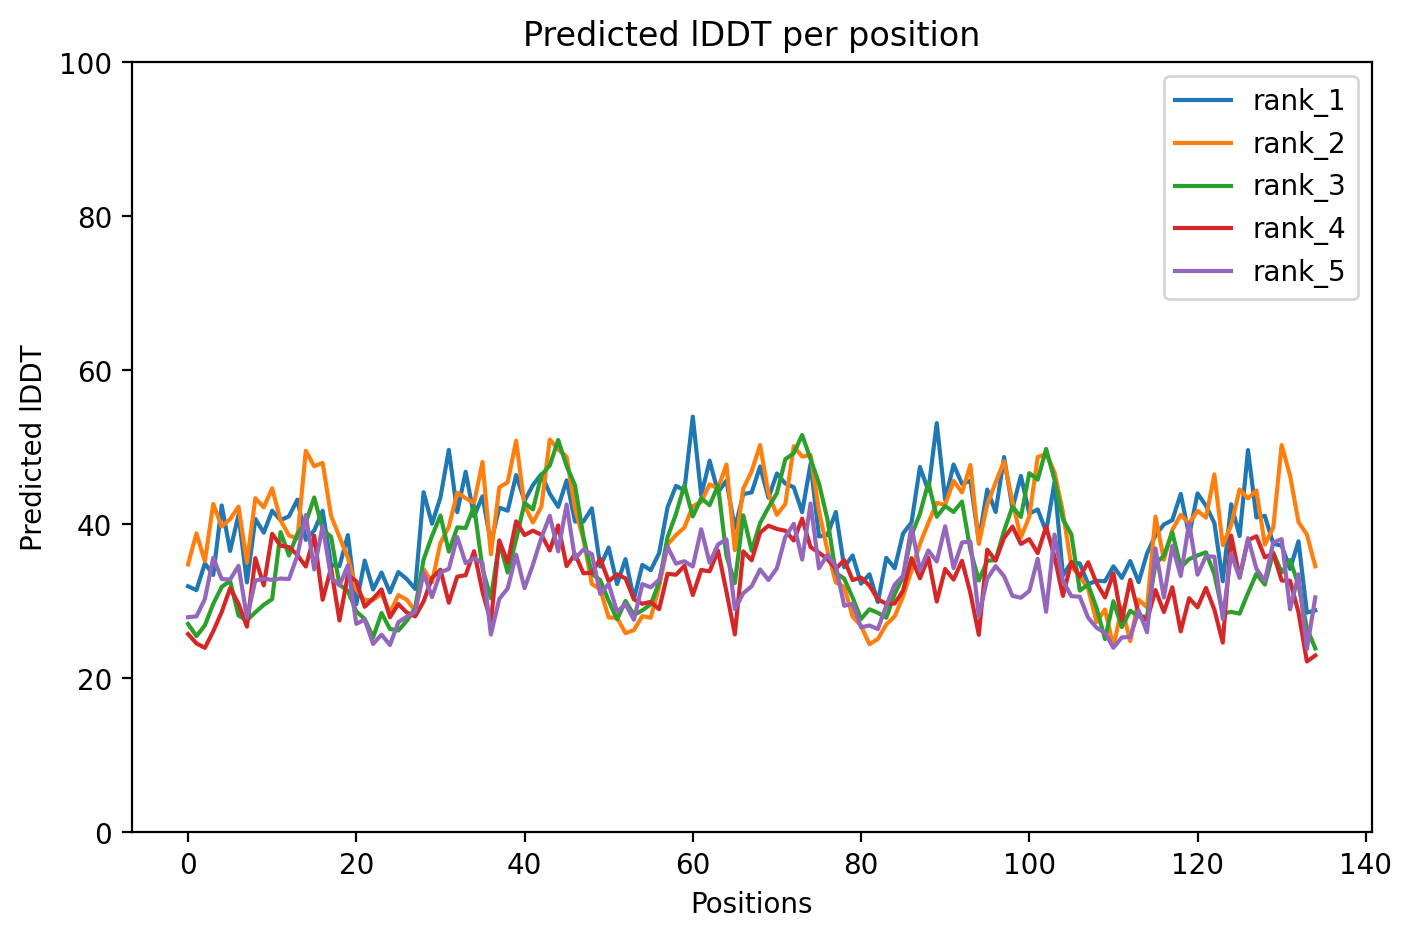 Predicted lDDT per position
100
80
60
40
20
0
Predicted lDDT
rank_1
rank_2
rank_3
rank_4
rank_5
0 20 40 60 80 100 120 140
Positions